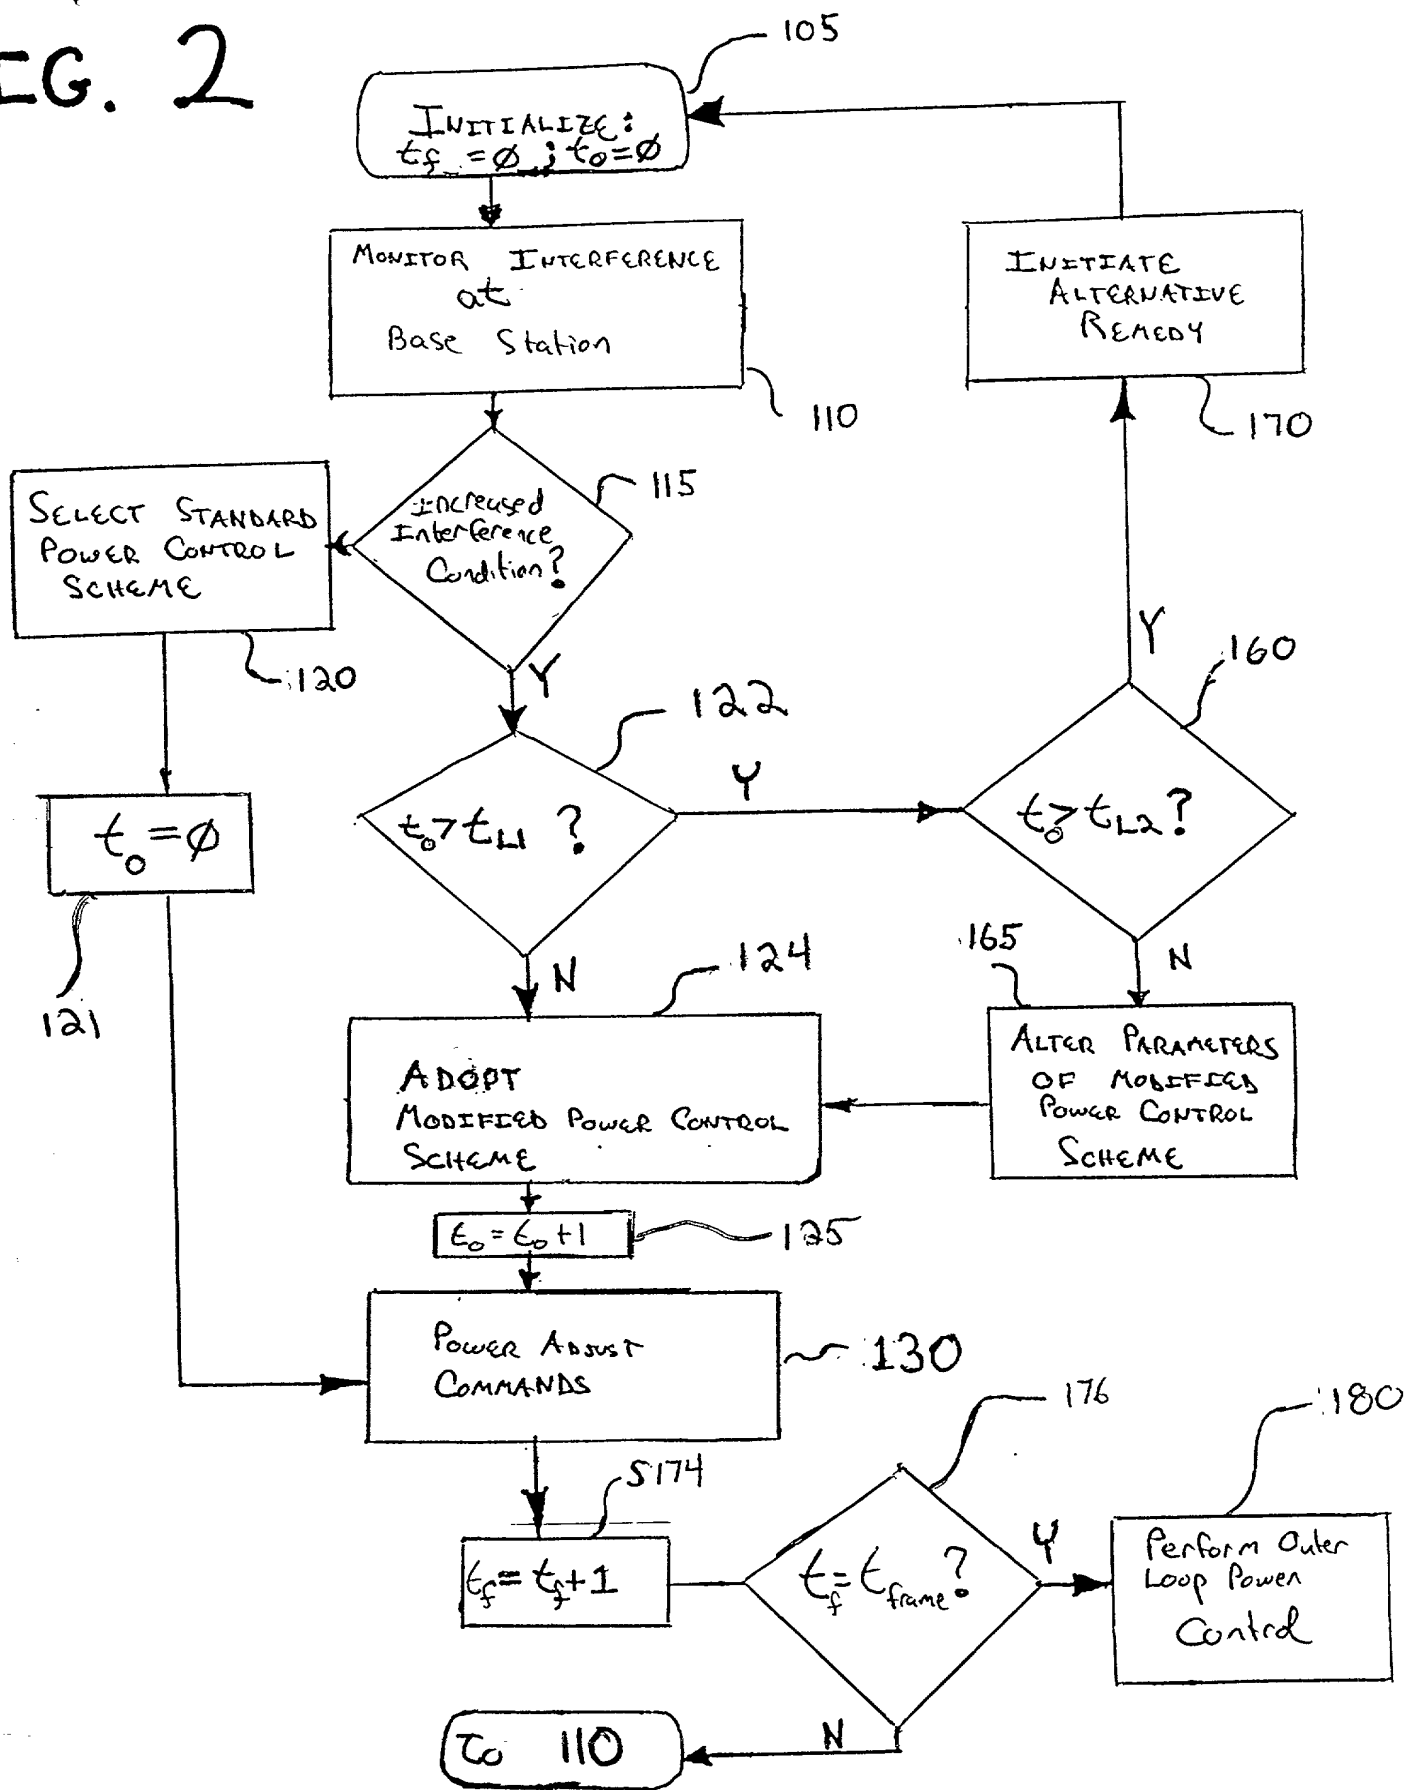 IG. 2
105
INITIALIZE:
tf = ∅ ; to = ∅
MONITOR INTERFERENCE
at
Base Station
110
INITIATE
ALTERNATIVE
REMEDY
170
Increased
Interference
Condition?
115
SELECT STANDARD
POWER CONTROL
SCHEME
120
Y
Y
160
122
to > tL1 ?
Y
to > tL2 ?
to = ∅
121
N
124
165
N
ADOPT
MODIFIED POWER CONTROL
SCHEME
ALTER PARAMETERS
OF MODIFIED
POWER CONTROL
SCHEME
to = to + 1
125
POWER ADJUST
COMMANDS
130
176
180
S174
tf = tf + 1
tf = tframe ?
Y
Perform Outer
Loop Power
Control
N
to 110